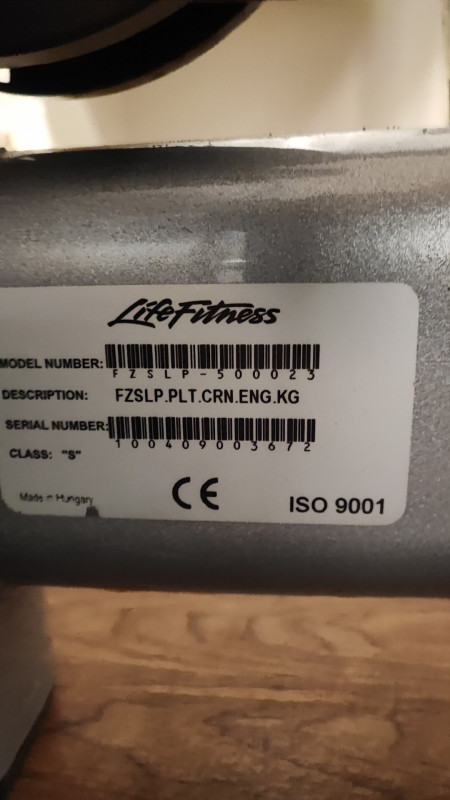 LifeFitness
MODEL NUMBER: FZSLP-500023
DESCRIPTION: FZSLP.PLT.CRN.ENG.KG
SERIAL NUMBER: 100409003672
CLASS: "S"
Made in Hungary CE ISO 9001